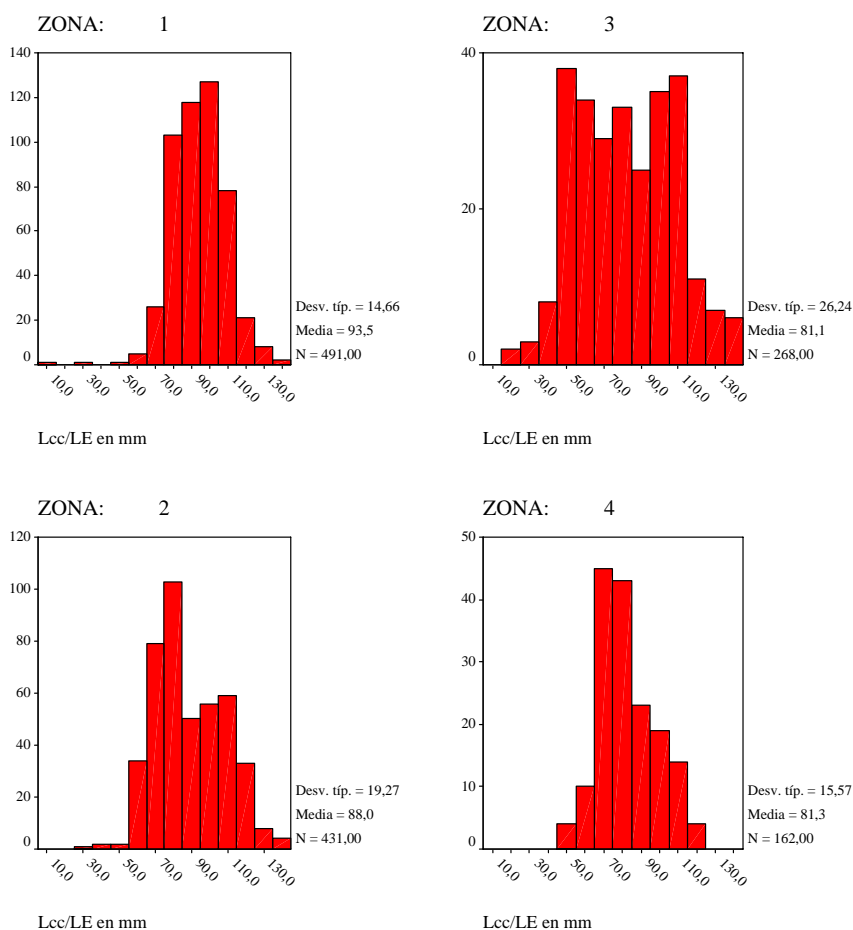 ZONA: 1
140
120
100
80
60
40
20
0
10,0 30,0 50,0 70,0 90,0 110,0 130,0
Desv. típ. = 14,66
Media = 93,5
N = 491,00
Lcc/LE en mm
ZONA: 3
40
20
0
10,0 30,0 50,0 70,0 90,0 110,0 130,0
Desv. típ. = 26,24
Media = 81,1
N = 268,00
Lcc/LE en mm
ZONA: 2
120
100
80
60
40
20
0
10,0 30,0 50,0 70,0 90,0 110,0 130,0
Desv. típ. = 19,27
Media = 88,0
N = 431,00
Lcc/LE en mm
ZONA: 4
50
40
30
20
10
0
10,0 30,0 50,0 70,0 90,0 110,0 130,0
Desv. típ. = 15,57
Media = 81,3
N = 162,00
Lcc/LE en mm